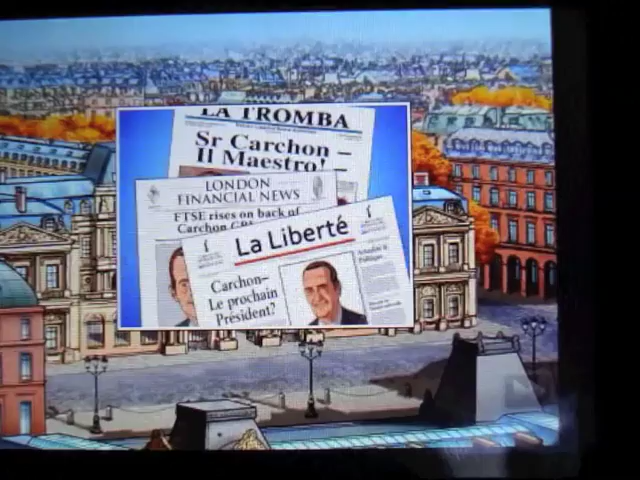 LA TROMBA
Sr Carchon –
Il Maestro!
LONDON
FINANCIAL NEWS
FTSE rises on back of
Carchon
La Liberté
Carchon–
Le prochain
Président?